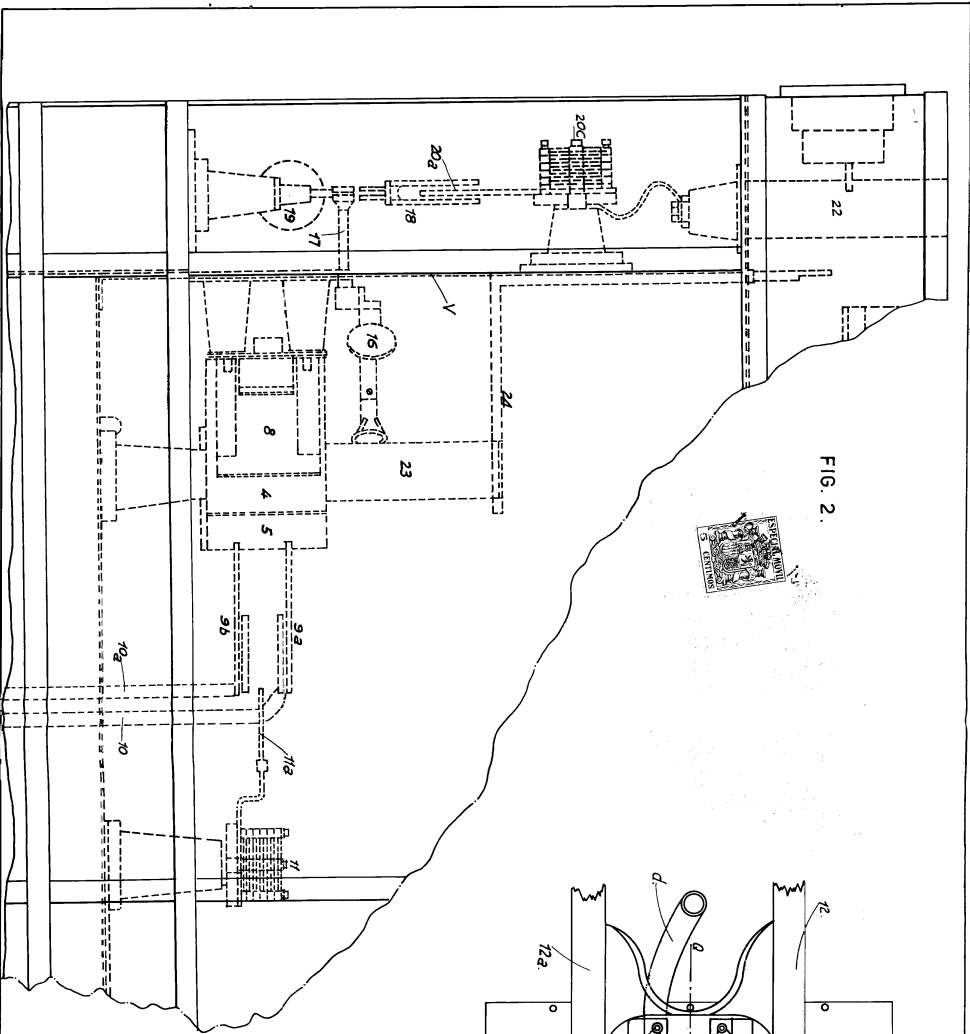 FIG. 2.
ESPECIAL MOVIL
5 CENTIMOS
22
20C
20a
18
19
17
V
16
24
8
23
4
5
9b
9a
10a
10
11a
11
d.
Q
12.
12a.